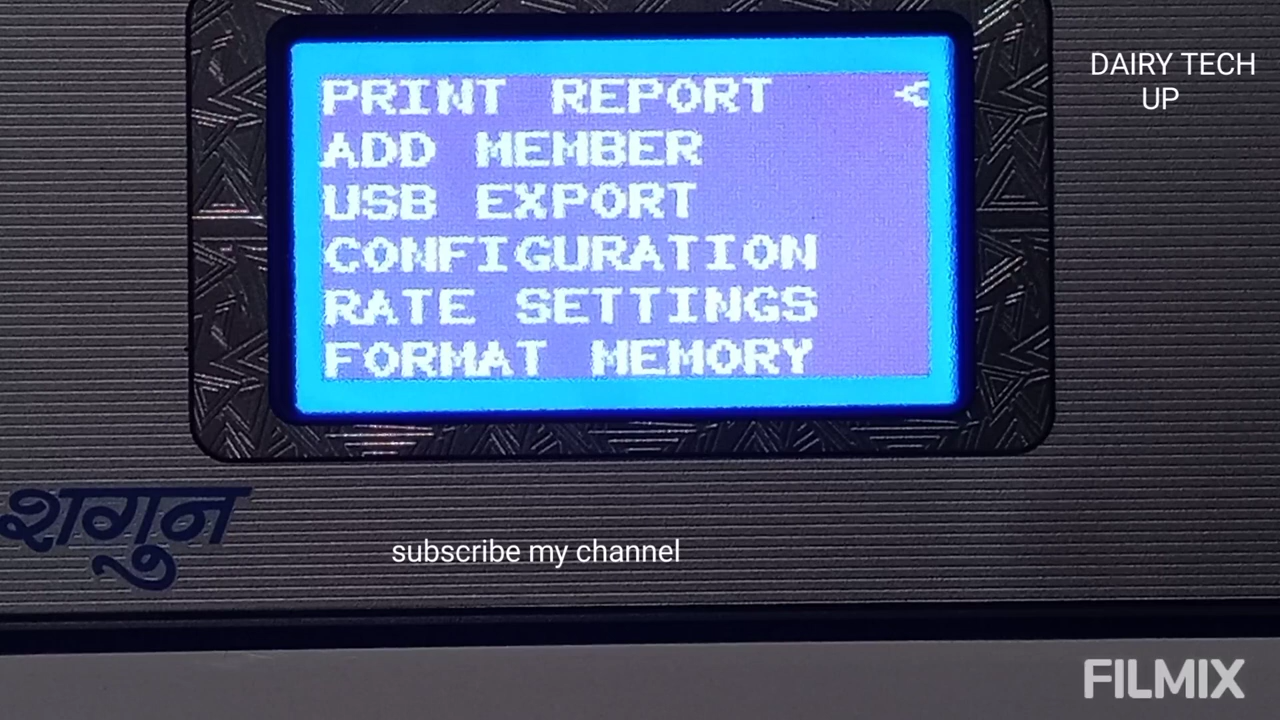 PRINT REPORT <
ADD MEMBER
USB EXPORT
CONFIGURATION
RATE SETTINGS
FORMAT MEMORY
DAIRY TECH
UP
शगुन
subscribe my channel
FILMIX